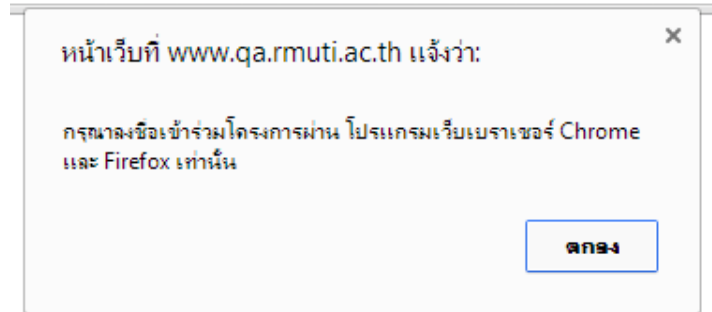 หน้าเว็บที่ www.qa.rmuti.ac.th แจ้งว่า:
กรุณาลงชื่อเข้าร่วมโครงการผ่าน โปรแกรมเว็บเบราเซอร์ Chrome
และ Firefox เท่านั้น
ตกลง